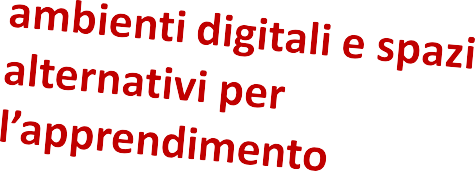 ambienti digitali e spazi
alternativi per
l’apprendimento